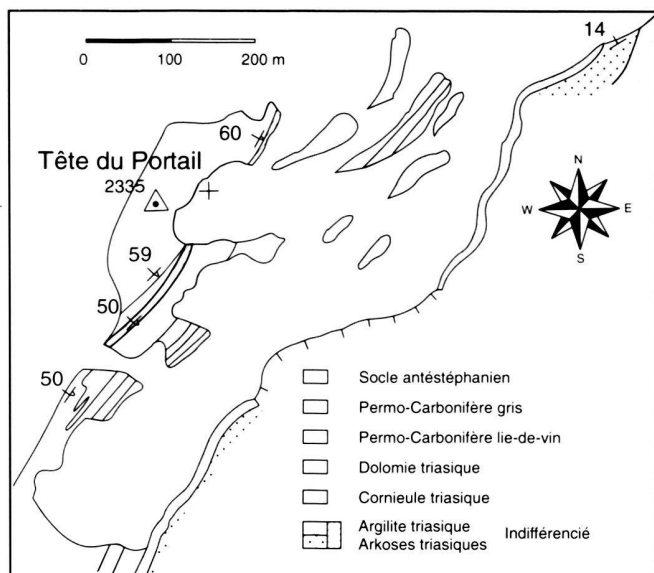 14
0 100 200 m
60
Tête du Portail
2335
N
W E
S
59
50
50
Socle antéstéphanien
Permo-Carbonifère gris
Permo-Carbonifère lie-de-vin
Dolomie triasique
Cornieule triasique
Argilite triasique Indifférencié
Arkoses triasiques